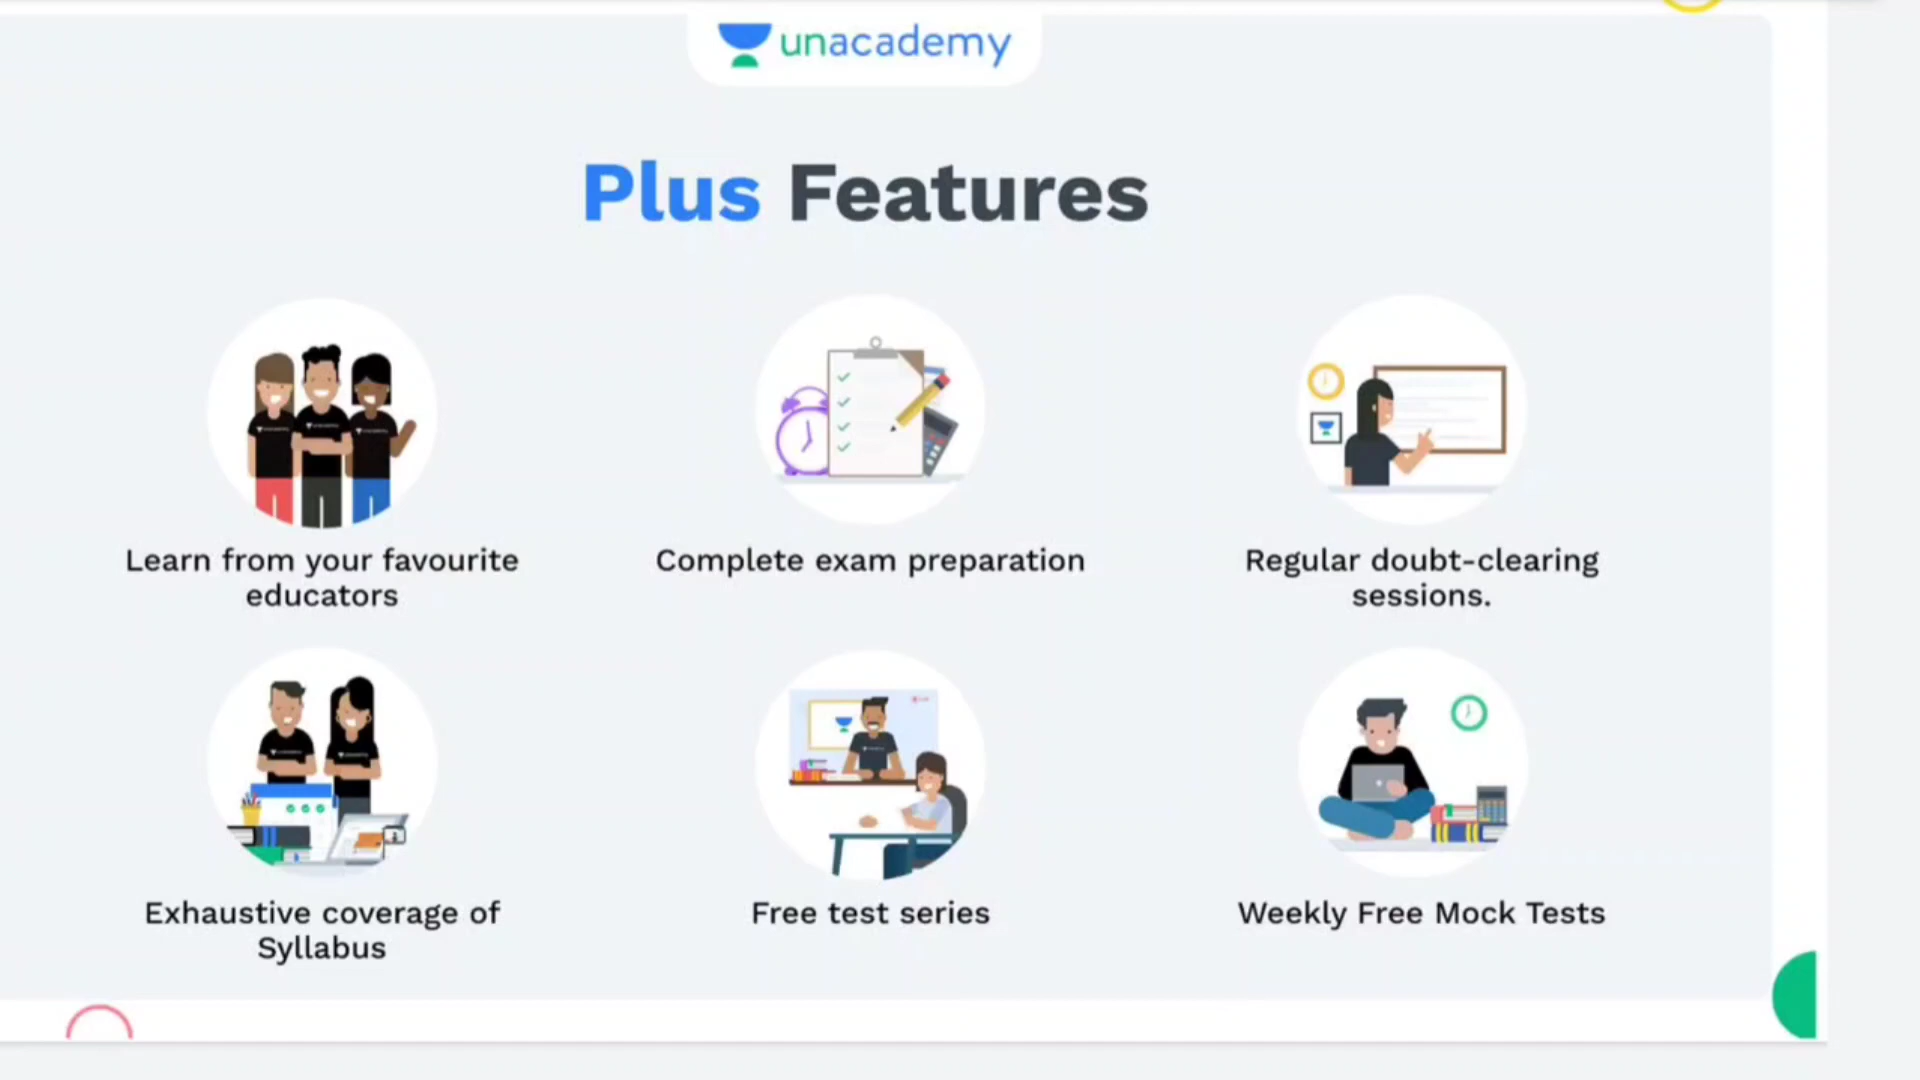 unacademy
Plus Features
Learn from your favourite
educators
Complete exam preparation
Regular doubt-clearing
sessions.
Exhaustive coverage of
Syllabus
Free test series
Weekly Free Mock Tests